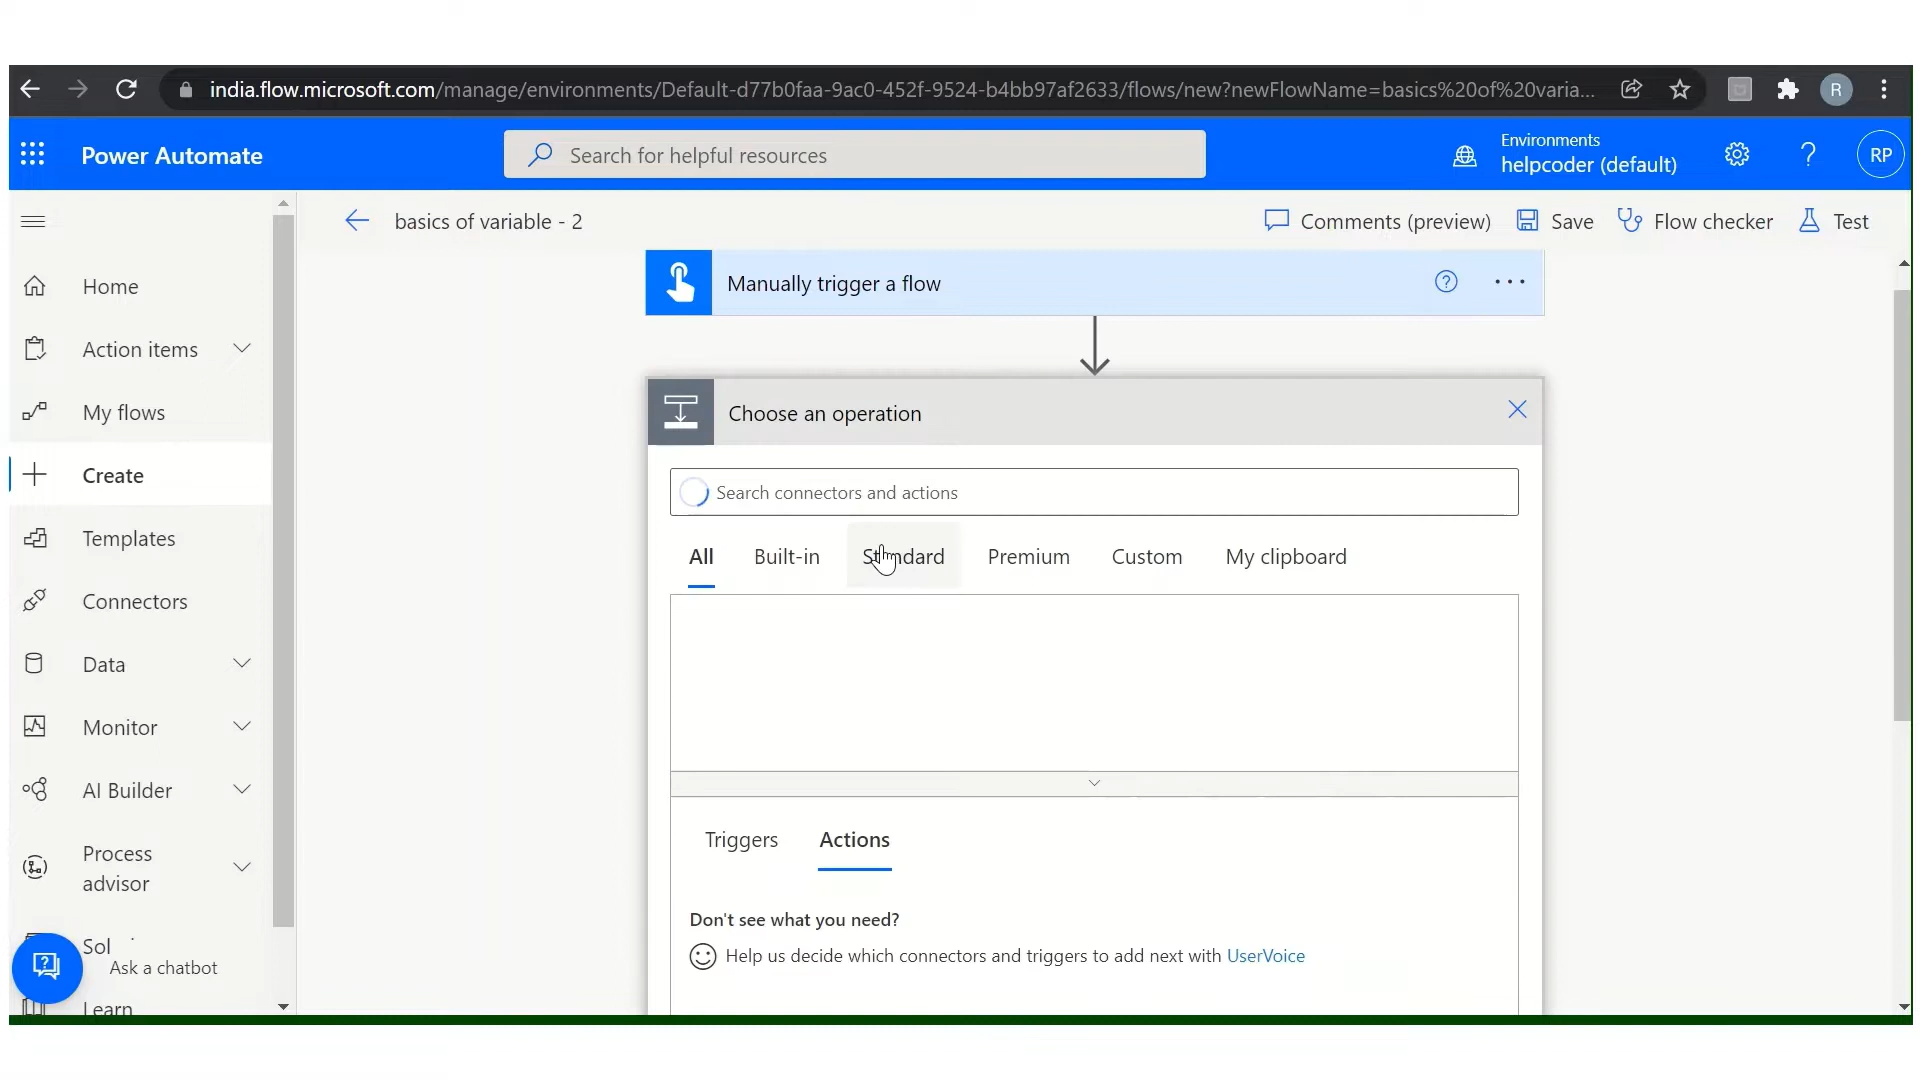 india.flow.microsoft.com/manage/environments/Default-d77b0faa-9ac0-452f-9524-b4bb97af2633/flows/new?newFlowName=basics%20of%20varia...
R
Power Automate
Search for helpful resources
Environments
helpcoder (default)
?
RP
basics of variable - 2
Comments (preview)
Save
Flow checker
Test
Home
Action items
My flows
Create
Templates
Connectors
Data
Monitor
AI Builder
Process
advisor
Sol
Ask a chatbot
Learn
Manually trigger a flow
?
Choose an operation
Search connectors and actions
All Built-in Standard Premium Custom My clipboard
Triggers Actions
Don't see what you need?
Help us decide which connectors and triggers to add next with UserVoice